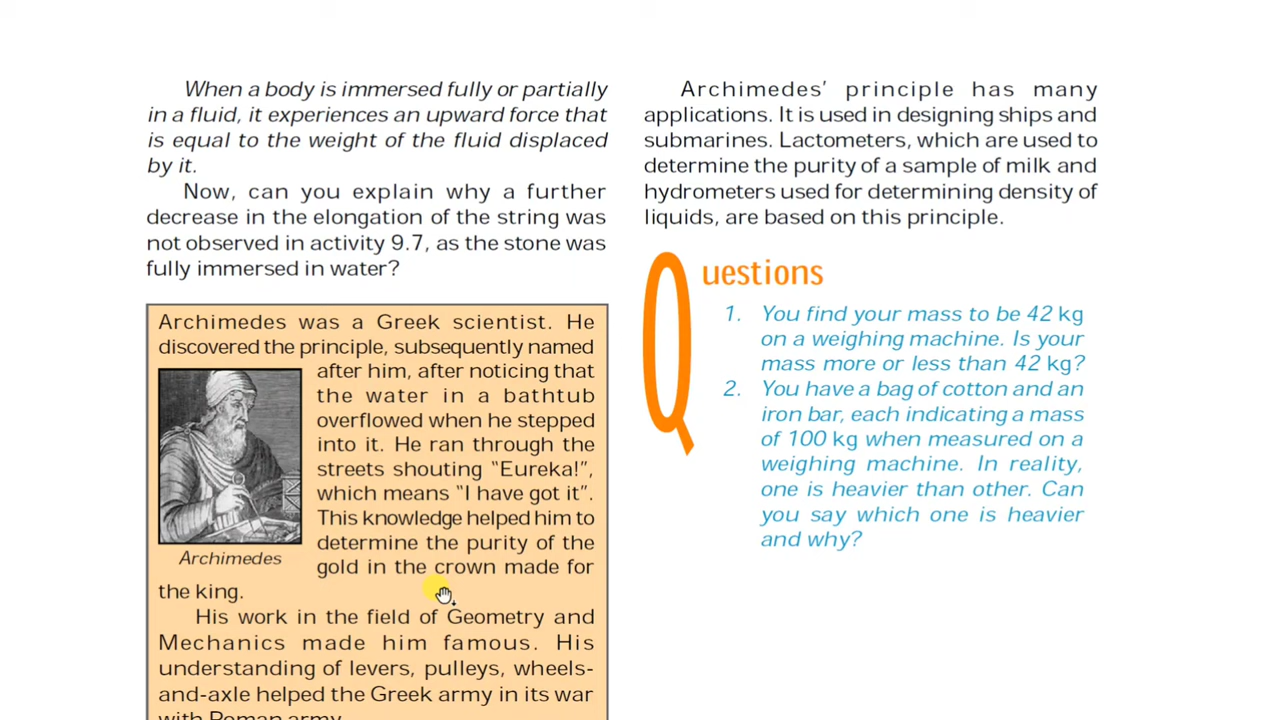 When a body is immersed fully or partially
in a fluid, it experiences an upward force that
is equal to the weight of the fluid displaced
by it.
Now, can you explain why a further
decrease in the elongation of the string was
not observed in activity 9.7, as the stone was
fully immersed in water?
Archimedes was a Greek scientist. He
discovered the principle, subsequently named
after him, after noticing that
the water in a bathtub
overflowed when he stepped
into it. He ran through the
streets shouting “Eureka!”,
which means “I have got it”.
This knowledge helped him to
determine the purity of the
gold in the crown made for
the king.
Archimedes
His work in the field of Geometry and
Mechanics made him famous. His
understanding of levers, pulleys, wheels-
and-axle helped the Greek army in its war
with Roman army.
Archimedes’ principle has many
applications. It is used in designing ships and
submarines. Lactometers, which are used to
determine the purity of a sample of milk and
hydrometers used for determining density of
liquids, are based on this principle.
Questions
1. You find your mass to be 42 kg
on a weighing machine. Is your
mass more or less than 42 kg?
2. You have a bag of cotton and an
iron bar, each indicating a mass
of 100 kg when measured on a
weighing machine. In reality,
one is heavier than other. Can
you say which one is heavier
and why?